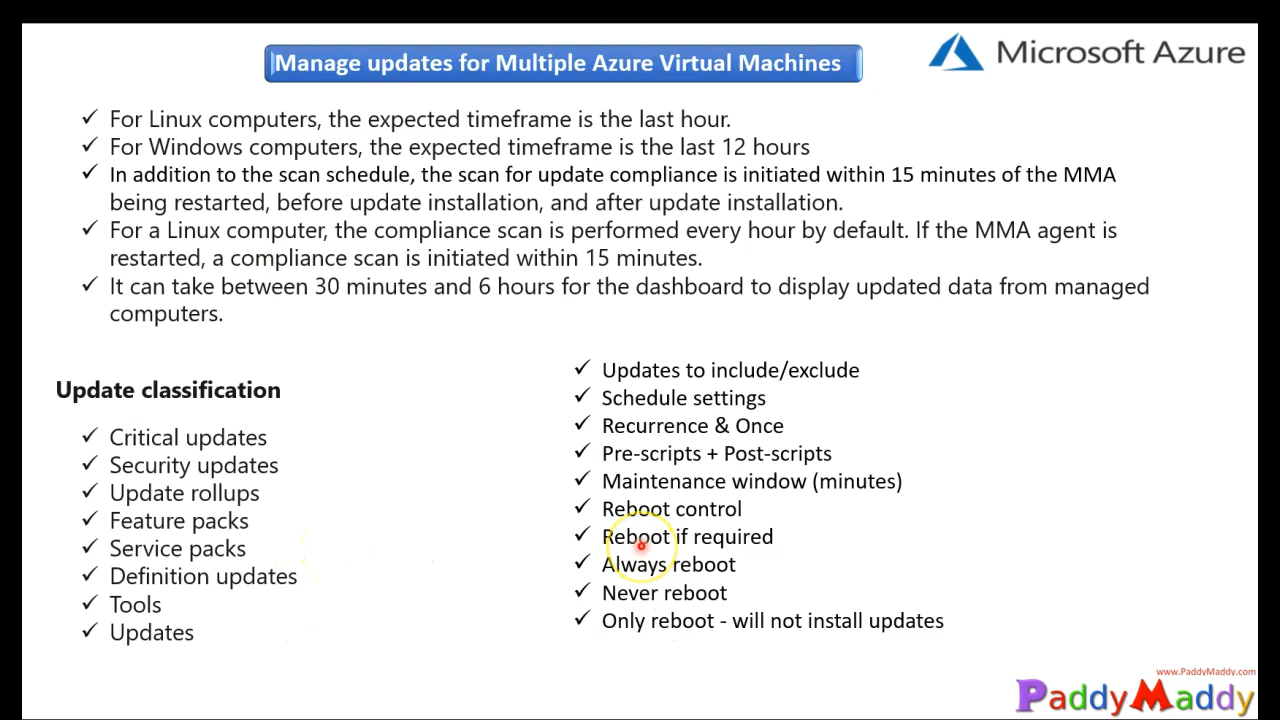 Manage updates for Multiple Azure Virtual Machines
Microsoft Azure
✓ For Linux computers, the expected timeframe is the last hour.
✓ For Windows computers, the expected timeframe is the last 12 hours
✓ In addition to the scan schedule, the scan for update compliance is initiated within 15 minutes of the MMA
being restarted, before update installation, and after update installation.
✓ For a Linux computer, the compliance scan is performed every hour by default. If the MMA agent is
restarted, a compliance scan is initiated within 15 minutes.
✓ It can take between 30 minutes and 6 hours for the dashboard to display updated data from managed
computers.
Update classification
✓ Critical updates
✓ Security updates
✓ Update rollups
✓ Feature packs
✓ Service packs
✓ Definition updates
✓ Tools
✓ Updates
✓ Updates to include/exclude
✓ Schedule settings
✓ Recurrence & Once
✓ Pre-scripts + Post-scripts
✓ Maintenance window (minutes)
✓ Reboot control
✓ Reboot if required
✓ Always reboot
✓ Never reboot
✓ Only reboot - will not install updates
www.PaddyMaddy.com
PaddyMaddy